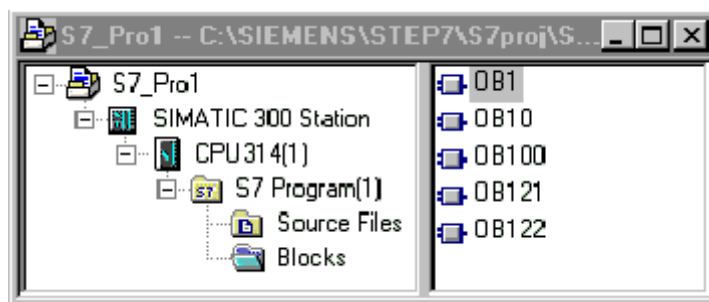 S7_Pro1 -- C:\SIEMENS\STEP7\S7proj\S...
S7_Pro1
SIMATIC 300 Station
CPU314(1)
S7 Program(1)
Source Files
Blocks
OB1
OB10
OB100
OB121
OB122